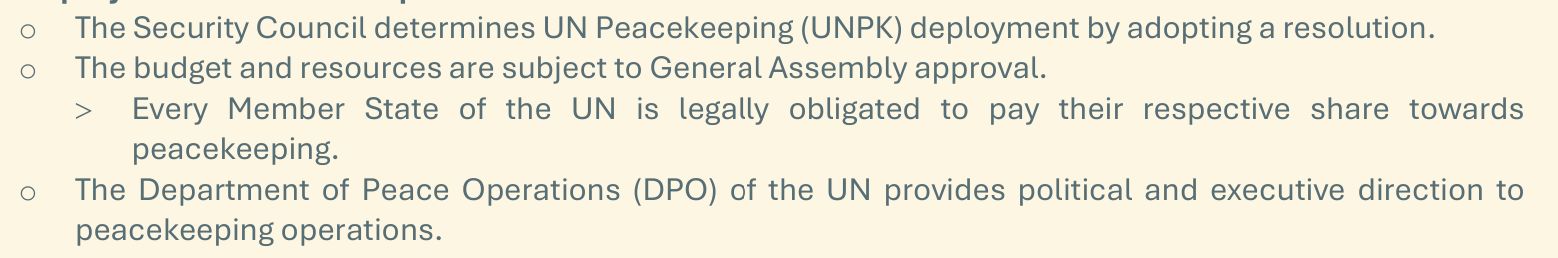 ○ The Security Council determines UN Peacekeeping (UNPK) deployment by adopting a resolution.
○ The budget and resources are subject to General Assembly approval.
> Every Member State of the UN is legally obligated to pay their respective share towards
peacekeeping.
○ The Department of Peace Operations (DPO) of the UN provides political and executive direction to
peacekeeping operations.